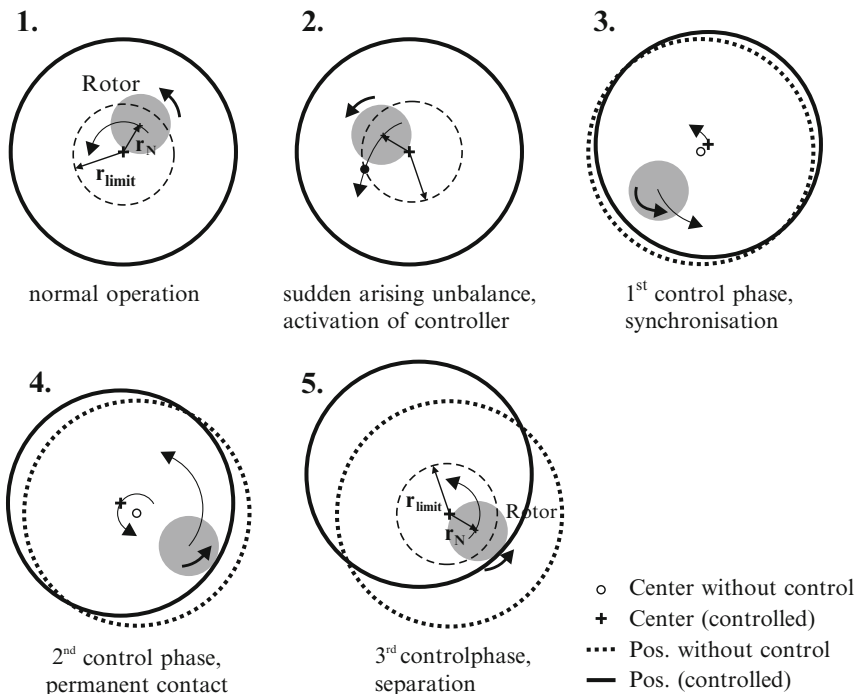 1.
Rotor
r_N
r_limit
normal operation
2.
sudden arising unbalance,
activation of controller
3.
1st control phase,
synchronisation
4.
2nd control phase,
permanent contact
5.
r_limit
Rotor
r_N
3rd controlphase,
separation
Center without control
Center (controlled)
Pos. without control
Pos. (controlled)